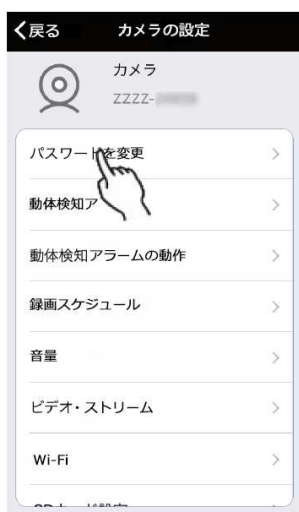 戻る
カメラの設定
カメラ
ZZZZ-
パスワードを変更
動体検知ア
動体検知アラームの動作
録画スケジュール
音量
ビデオ・ストリーム
Wi-Fi